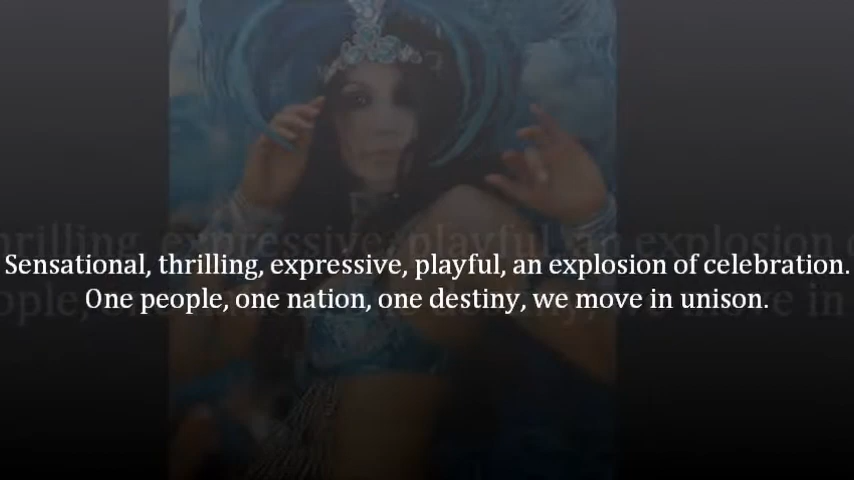 Sensational, thrilling, expressive, playful, an explosion of celebration.
One people, one nation, one destiny, we move in unison.